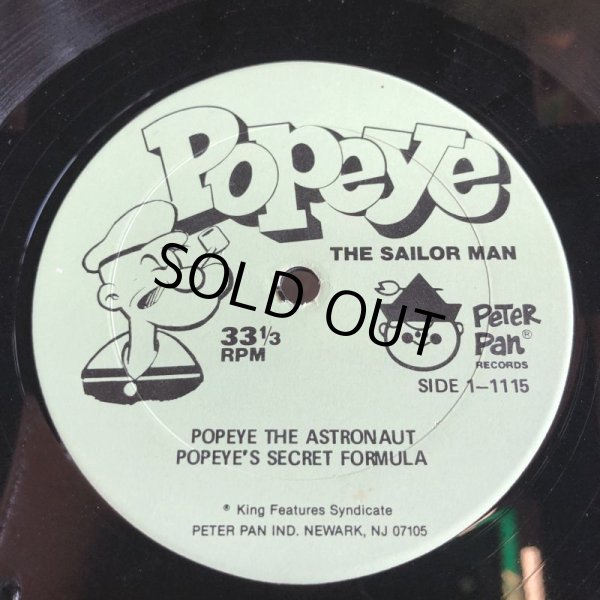 Popeye
THE SAILOR MAN
SOLD OUT
33 1/3
RPM
Peter
Pan®
RECORDS
SIDE 1–1115
POPEYE THE ASTRONAUT
POPEYE'S SECRET FORMULA
® King Features Syndicate
PETER PAN IND. NEWARK, NJ 07105